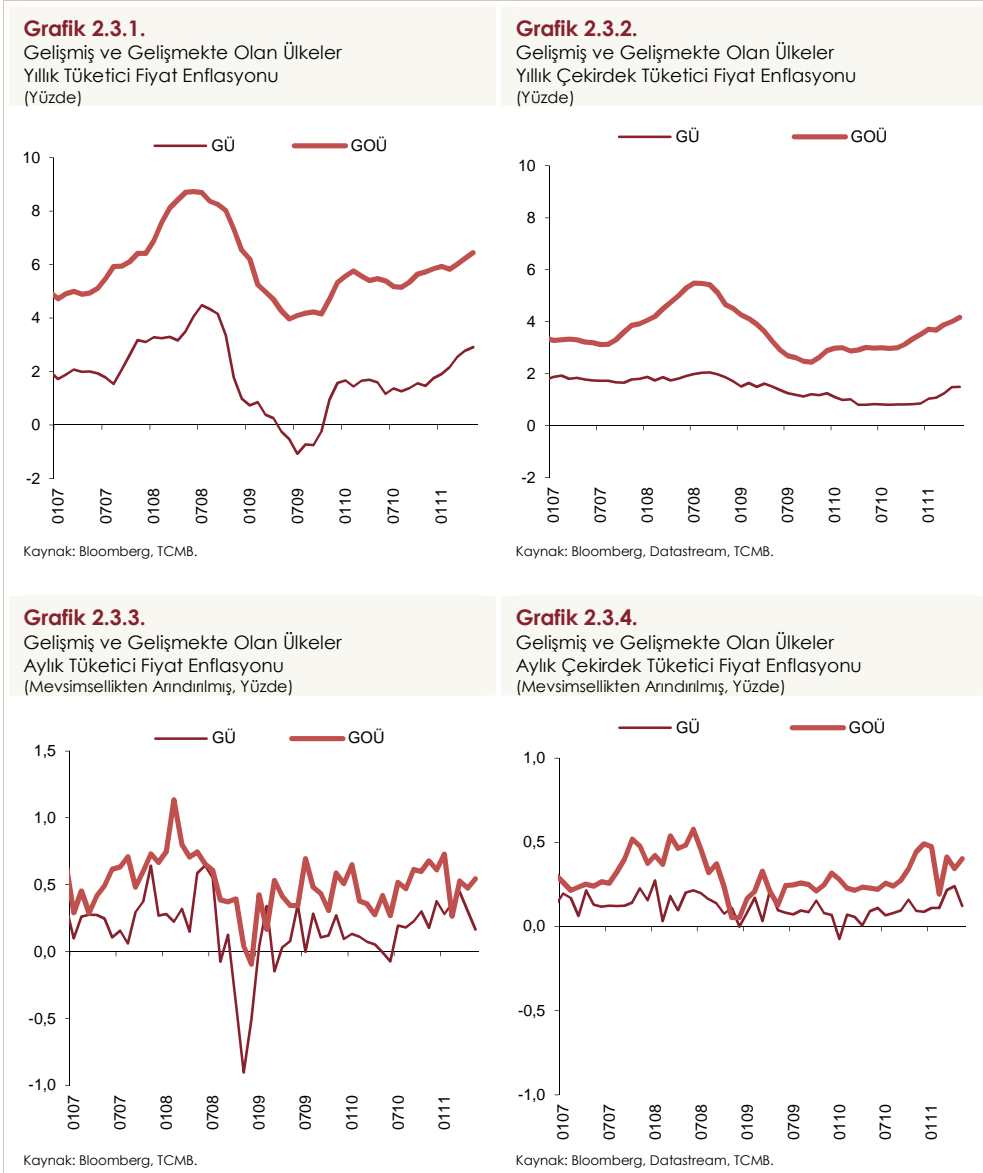 Grafik 2.3.1.
Gelişmiş ve Gelişmekte Olan Ülkeler
Yıllık Tüketici Fiyat Enflasyonu
(Yüzde)
GÜ GOÜ
10
8
6
4
2
0
-2
0107 0707 0108 0708 0109 0709 0110 0710 0111
Kaynak: Bloomberg, TCMB.
Grafik 2.3.2.
Gelişmiş ve Gelişmekte Olan Ülkeler
Yıllık Çekirdek Tüketici Fiyat Enflasyonu
(Yüzde)
GÜ GOÜ
10
8
6
4
2
0
-2
0107 0707 0108 0708 0109 0709 0110 0710 0111
Kaynak: Bloomberg, Datastream, TCMB.
Grafik 2.3.3.
Gelişmiş ve Gelişmekte Olan Ülkeler
Aylık Tüketici Fiyat Enflasyonu
(Mevsimsellikten Arındırılmış, Yüzde)
GÜ GOÜ
1,5
1,0
0,5
0,0
-0,5
-1,0
0107 0707 0108 0708 0109 0709 0110 0710 0111
Kaynak: Bloomberg, TCMB.
Grafik 2.3.4.
Gelişmiş ve Gelişmekte Olan Ülkeler
Aylık Çekirdek Tüketici Fiyat Enflasyonu
(Mevsimsellikten Arındırılmış, Yüzde)
GÜ GOÜ
1,0
0,5
0,0
-0,5
-1,0
0107 0707 0108 0708 0109 0709 0110 0710 0111
Kaynak: Bloomberg, Datastream, TCMB.